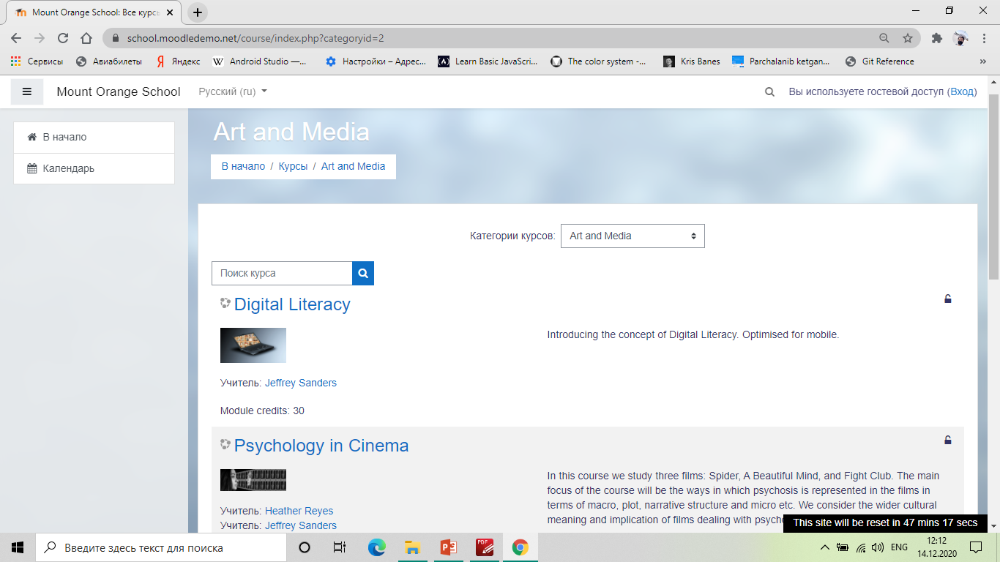 Mount Orange School: Все курсы
school.moodledemo.net/course/index.php?categoryid=2
Сервисы Авиабилеты Яндекс Android Studio —... Настройки – Адрес... Learn Basic JavaScri... The color system -... Kris Banes Parchalanib ketgan... Git Reference »
Mount Orange School Русский (ru) Вы используете гостевой доступ (Вход)
В начало
Календарь
Art and Media
В начало / Курсы / Art and Media
Категории курсов: Art and Media
Поиск курса
Digital Literacy
Introducing the concept of Digital Literacy. Optimised for mobile.
Учитель: Jeffrey Sanders
Module credits: 30
Psychology in Cinema
In this course we study three films: Spider, A Beautiful Mind, and Fight Club. The main
focus of the course will be the ways in which psychosis is represented in the films in
terms of macro, plot, narrative structure and micro etc. We consider the wider cultural
meaning and implication of films dealing with
Учитель: Heather Reyes
Учитель: Jeffrey Sanders
This site will be reset in 47 mins 17 secs
Введите здесь текст для поиска
PDF
ENG
12:12
14.12.2020